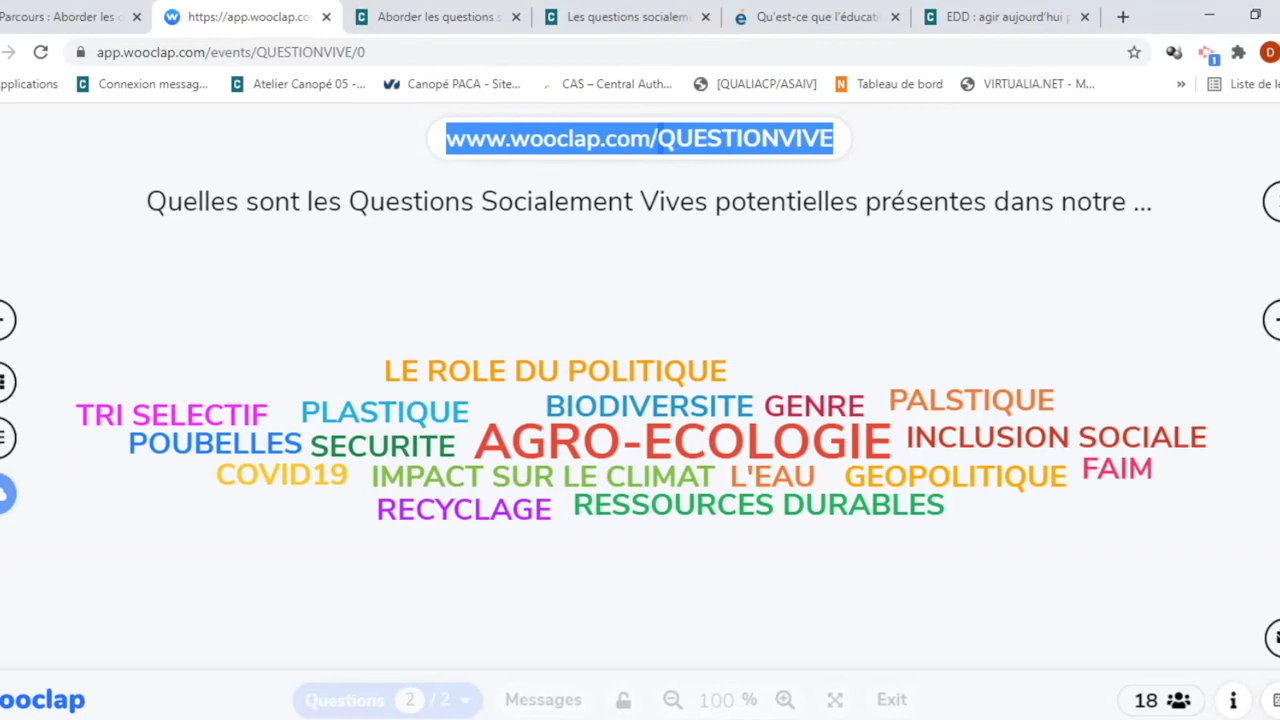 Parcours : Aborder les c
https://app.wooclap.co
Aborder les questions s
Les questions socialem
Qu'est-ce que l'éducati
EDD : agir aujourd'hui p
app.wooclap.com/events/QUESTIONVIVE/0
D
1
pplications
Connexion messag...
Atelier Canopé 05 -...
Canopé PACA - Site...
CAS – Central Auth...
[QUALIACP/ASAIV]
Tableau de bord
VIRTUALIA.NET - M...
»
Liste de le
www.wooclap.com/QUESTIONVIVE
Quelles sont les Questions Socialement Vives potentielles présentes dans notre ...
LE ROLE DU POLITIQUE
TRI SELECTIF PLASTIQUE BIODIVERSITE GENRE PALSTIQUE
POUBELLES SECURITE AGRO-ECOLOGIE INCLUSION SOCIALE
COVID19 IMPACT SUR LE CLIMAT L'EAU GEOPOLITIQUE FAIM
RECYCLAGE RESSOURCES DURABLES
ooclap
Questions 2 / 2
Messages
100 %
Exit
18
i